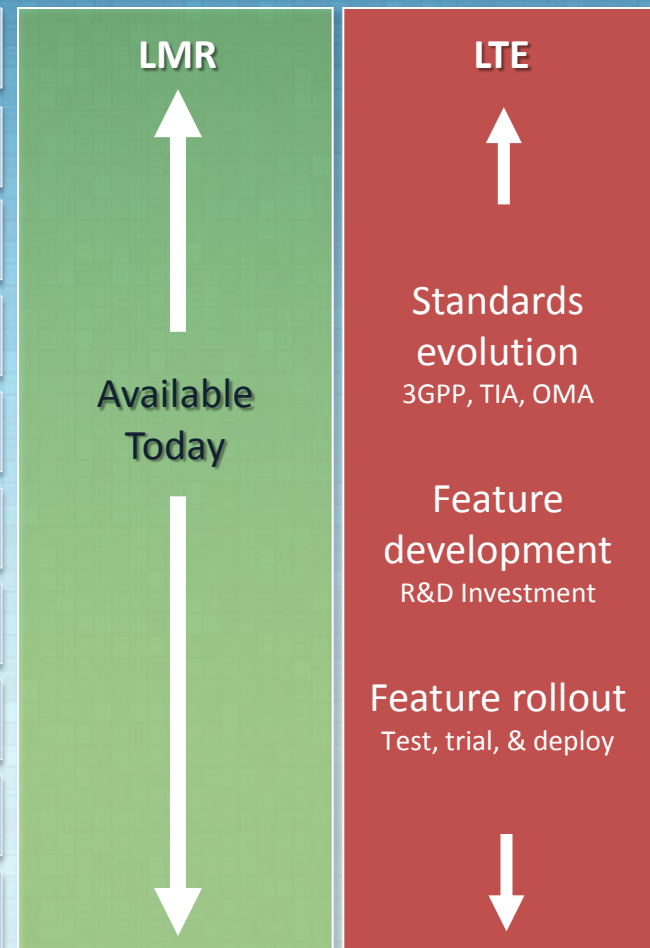 LMR
Available
Today
LTE
Standards
evolution
3GPP, TIA, OMA
Feature
development
R&D Investment
Feature rollout
Test, trial, & deploy